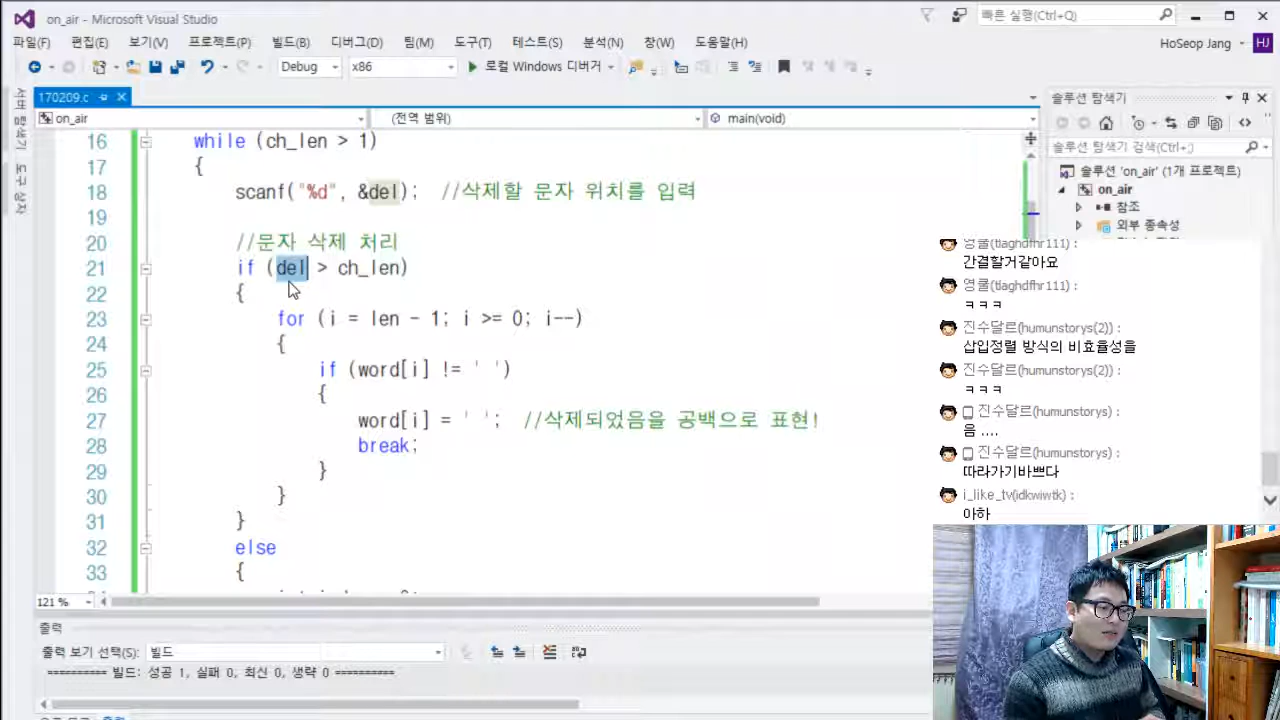 on_air - Microsoft Visual Studio
빠른 실행(Ctrl+Q)
파일(F) 편집(E) 보기(V) 프로젝트(P) 빌드(B) 디버그(D) 팀(M) 도구(T) 테스트(S) 분석(N) 창(W) 도움말(H)
HoSeop Jang HJ
Debug x86 로컬 Windows 디버거
서버 탐색기
도구 상자
170209.c
on_air (전역 범위) main(void)
16 while (ch_len > 1)
17 {
18 scanf("%d", &del); //삭제할 문자 위치를 입력
19
20 //문자 삭제 처리
21 if (del > ch_len)
22 {
23 for (i = len - 1; i >= 0; i--)
24 {
25 if (word[i] != ' ')
26 {
27 word[i] = ' '; //삭제되었음을 공백으로 표현!
28 break;
29 }
30 }
31 }
32 else
33 {
121 %
출력
출력 보기 선택(S): 빌드
========== 빌드: 성공 1, 실패 0, 최신 0, 생략 0 ==========
솔루션 탐색기
솔루션 탐색기 검색(Ctrl+;)
솔루션 'on_air' (1개 프로젝트)
on_air
참조
외부 종속성
영쿨(tlaghdfhr111) :
간결할거같아요
영쿨(tlaghdfhr111) :
ㅋㅋㅋ
진수달르(humunstorys(2)) :
삽입정렬 방식의 비효율성을
진수달르(humunstorys(2)) :
ㅋㅋㅋ
진수달르(humunstorys) :
음 ....
진수달르(humunstorys) :
따라가기바쁘다
i_like_tv(idkwiwtk) :
아하